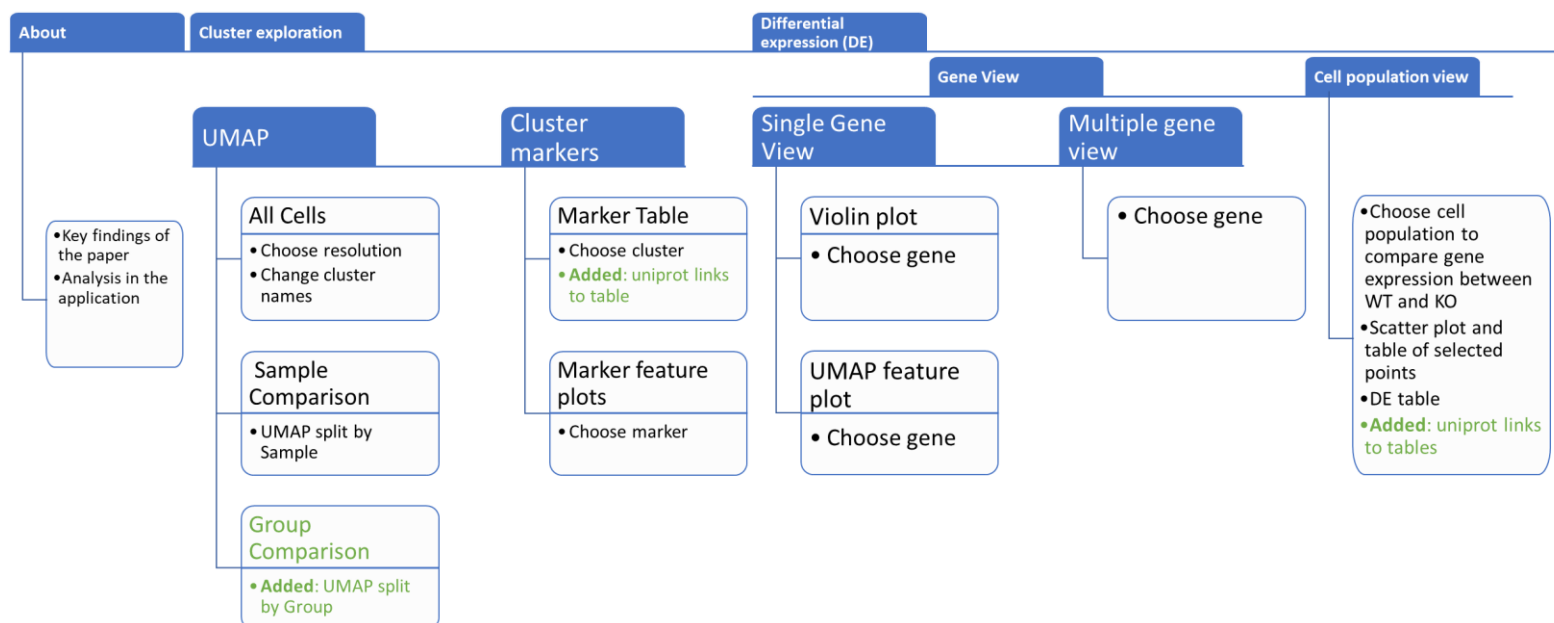 About
Cluster exploration
Differential
expression (DE)
Gene View
Cell population view
UMAP
Cluster
markers
Single Gene
View
Multiple gene
view
•Key findings of
the paper
•Analysis in the
application
All Cells
•Choose resolution
•Change cluster
names
Sample
Comparison
•UMAP split by
Sample
Group
Comparison
•Added: UMAP split
by Group
Marker Table
•Choose cluster
•Added: uniprot links
to table
Marker feature
plots
•Choose marker
Violin plot
• Choose gene
UMAP feature
plot
• Choose gene
• Choose gene
•Choose cell
population to
compare gene
expression between
WT and KO
•Scatter plot and
table of selected
points
•DE table
•Added: uniprot links
to tables